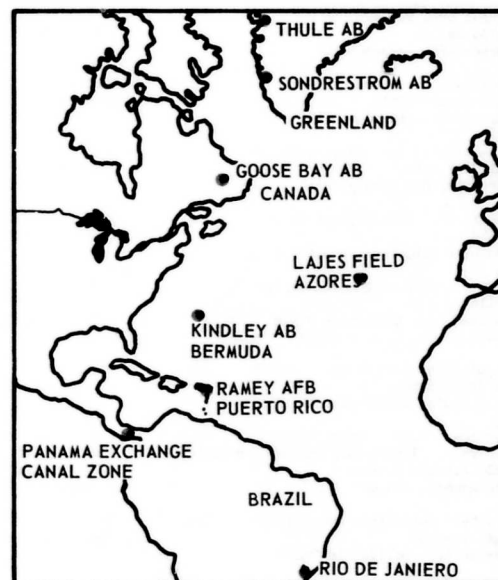 THULE AB
SONDRESTROM AB
GREENLAND
GOOSE BAY AB
CANADA
LAJES FIELD
AZORES
KINDLEY AB
BERMUDA
RAMEY AFB
PUERTO RICO
PANAMA EXCHANGE
CANAL ZONE
BRAZIL
RIO DE JANIERO